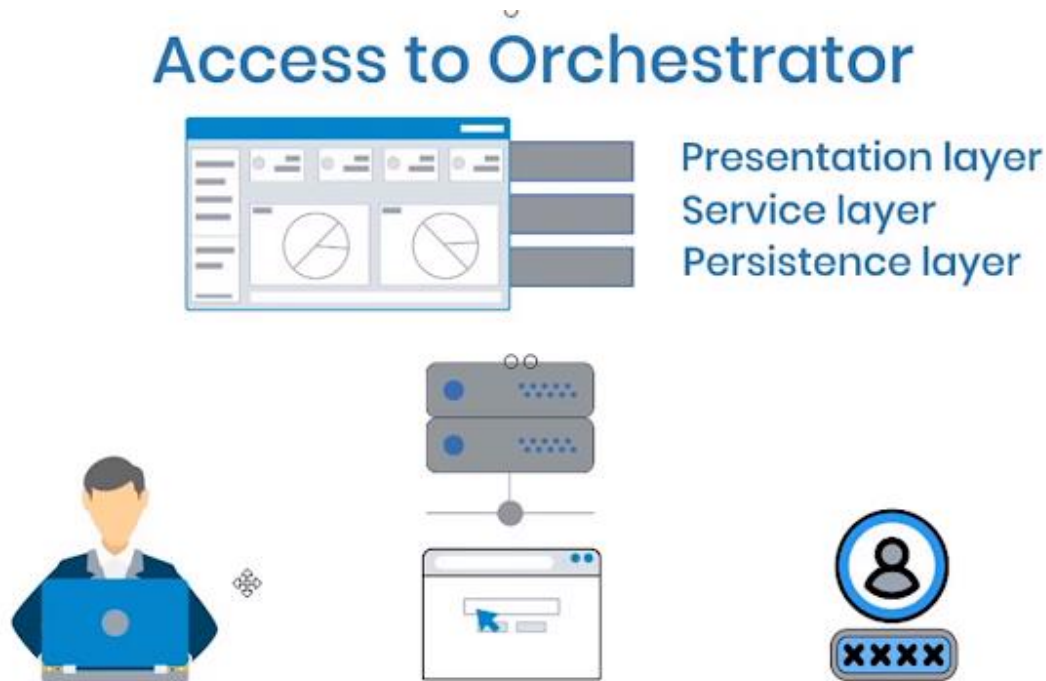 Access to Orchestrator
Presentation layer
Service layer
Persistence layer
XXXX